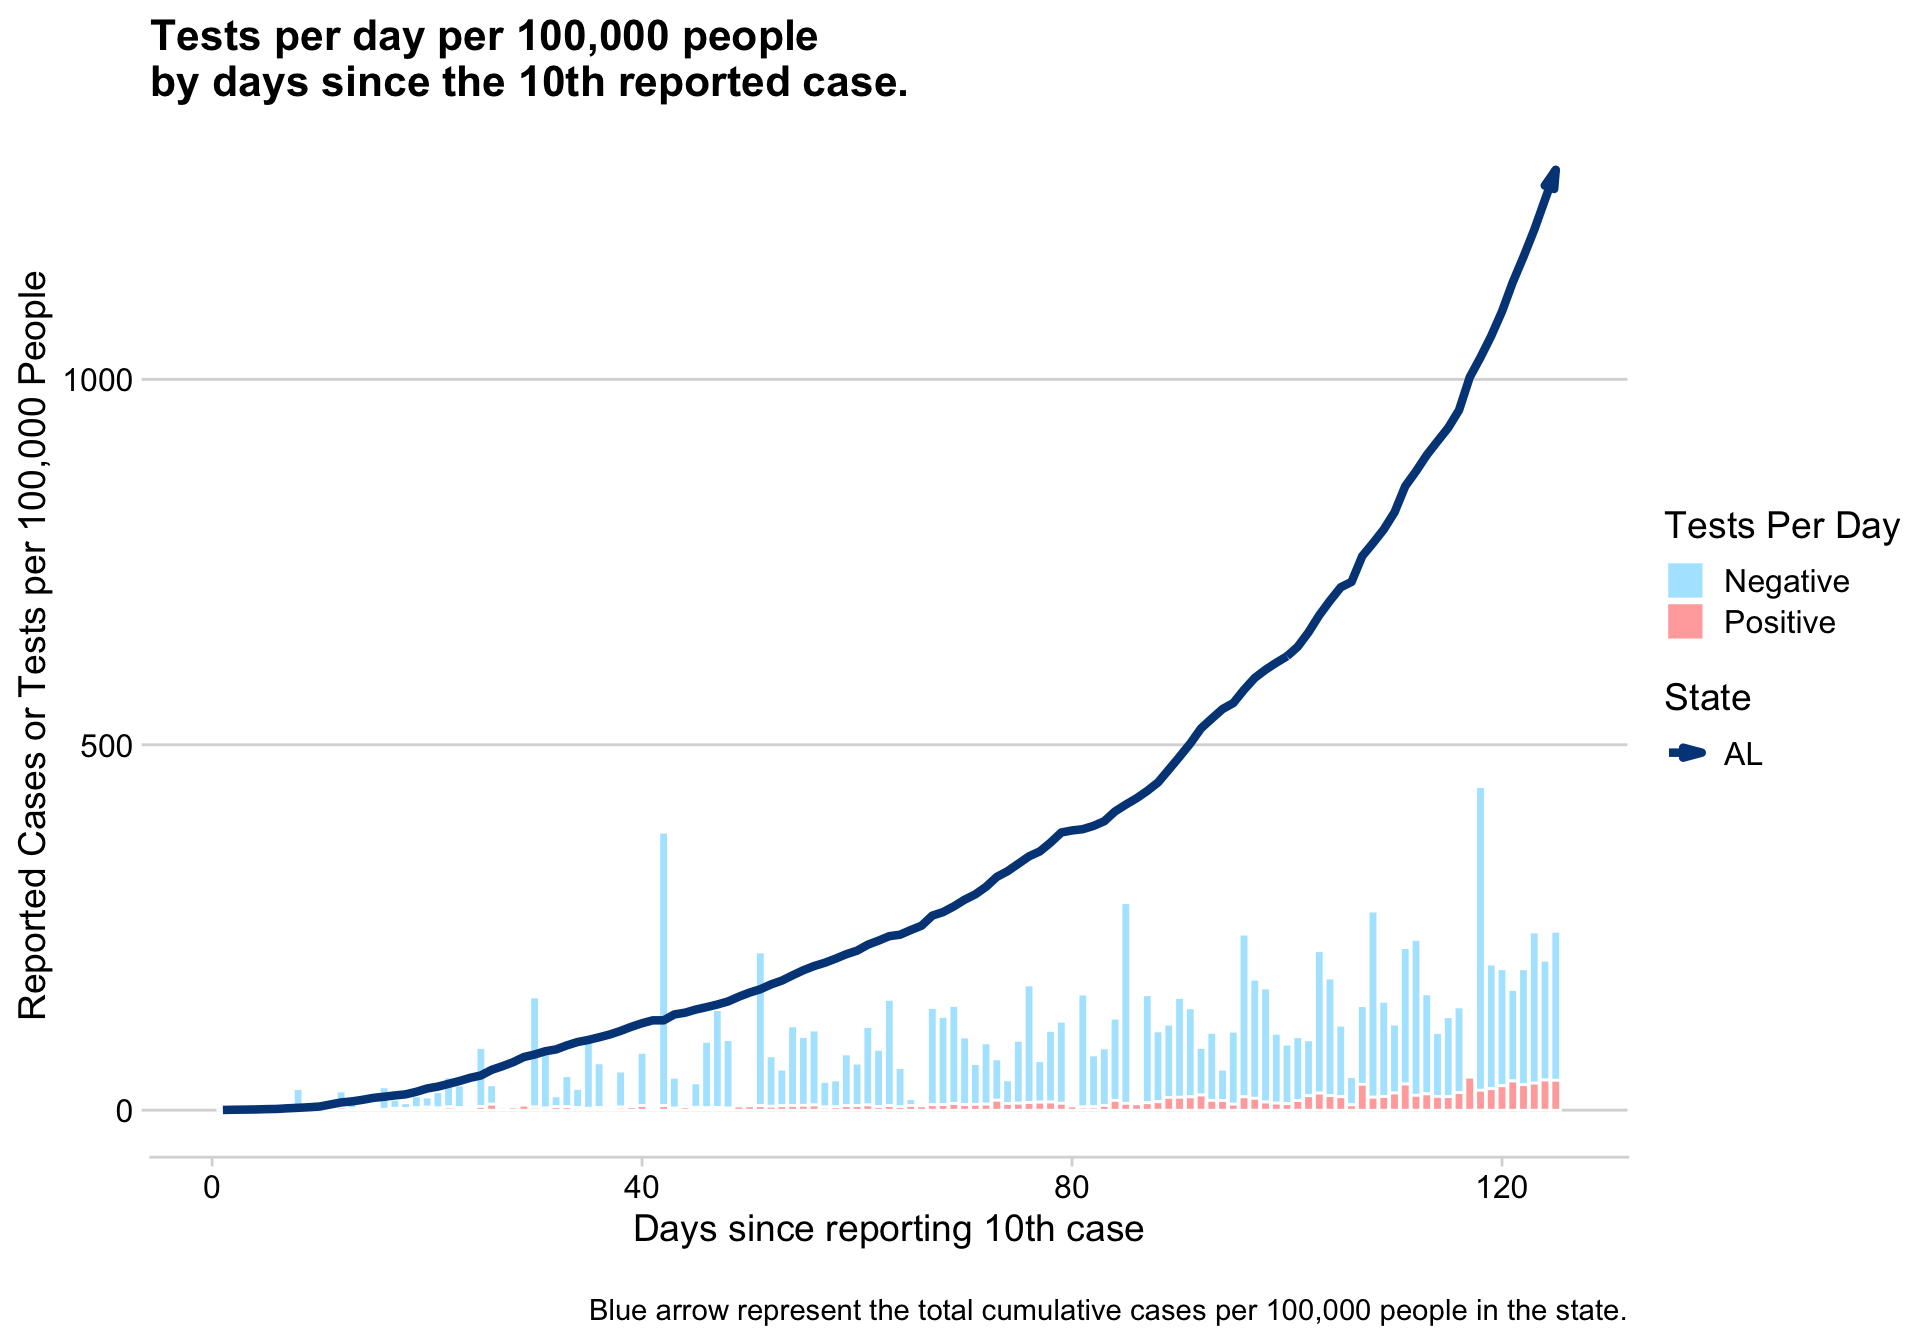 Tests per day per 100,000 people
by days since the 10th reported case.
Reported Cases or Tests per 100,000 People
1000
500
0
0
40
80
120
Days since reporting 10th case
Tests Per Day
Negative
Positive
State
AL
Blue arrow represent the total cumulative cases per 100,000 people in the state.